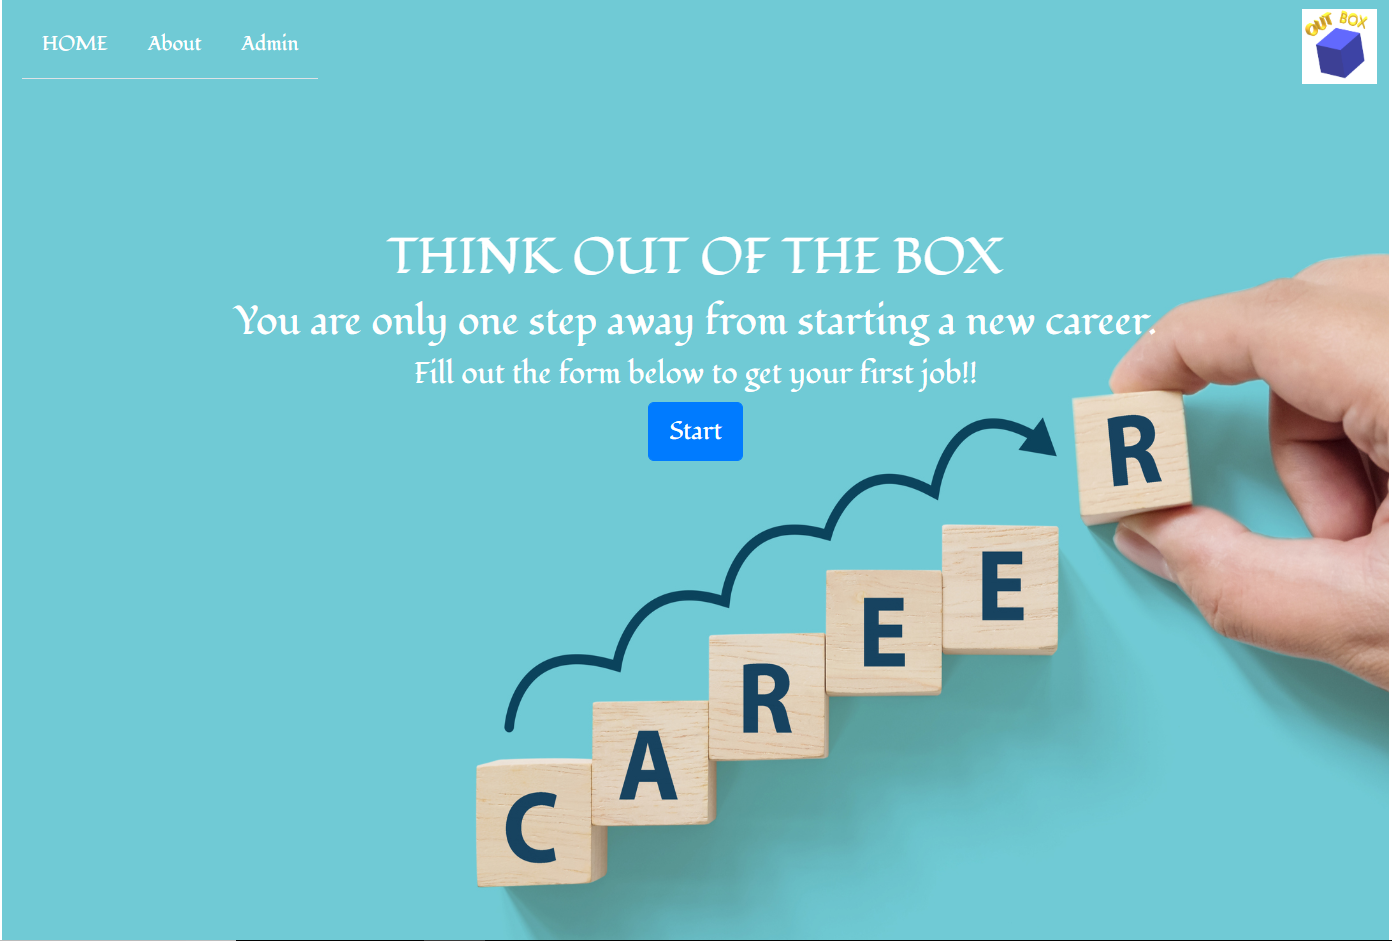 HOME About Admin
OUT BOX
THINK OUT OF THE BOX
You are only one step away from starting a new career.
Fill out the form below to get your first job!!
Start
R
E
E
R
A
C